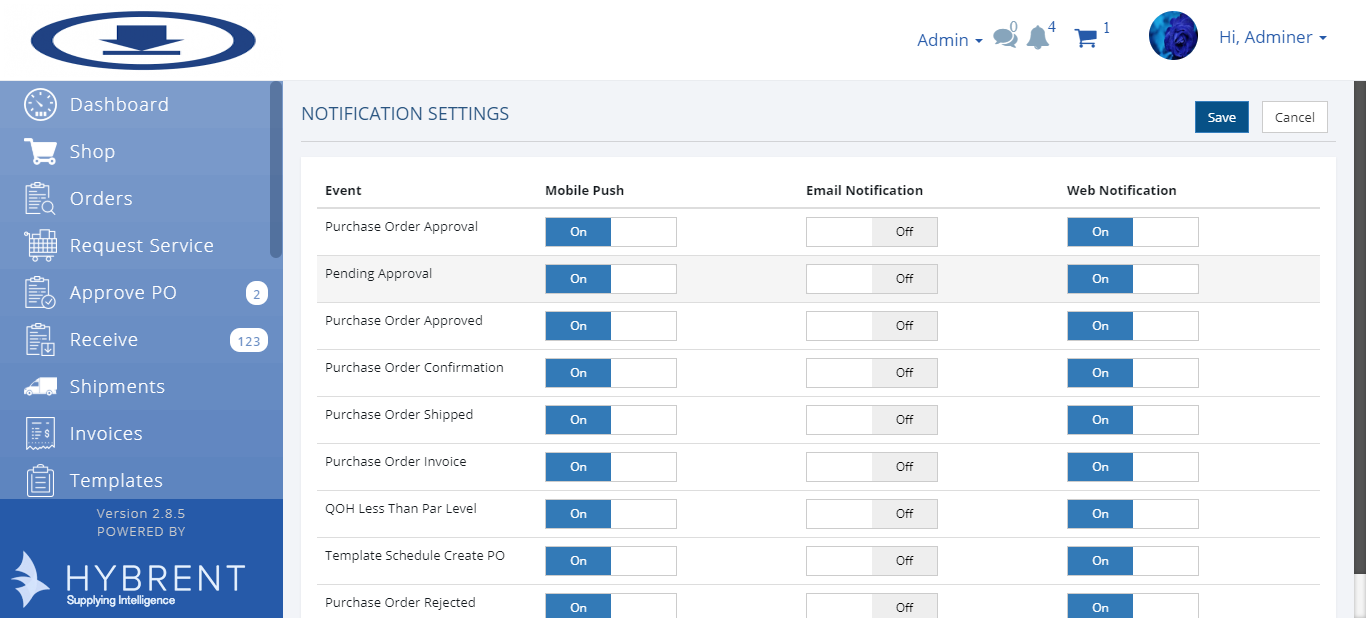 Admin 0 4 1 Hi, Adminer
Dashboard
Shop
Orders
Request Service
Approve PO 2
Receive 123
Shipments
Invoices
Templates
Version 2.8.5
POWERED BY
HYBRENT
Supplying Intelligence
NOTIFICATION SETTINGS Save Cancel
Event Mobile Push Email Notification Web Notification
Purchase Order Approval On Off On
Pending Approval On Off On
Purchase Order Approved On Off On
Purchase Order Confirmation On Off On
Purchase Order Shipped On Off On
Purchase Order Invoice On Off On
QOH Less Than Par Level On Off On
Template Schedule Create PO On Off On
Purchase Order Rejected On Off On